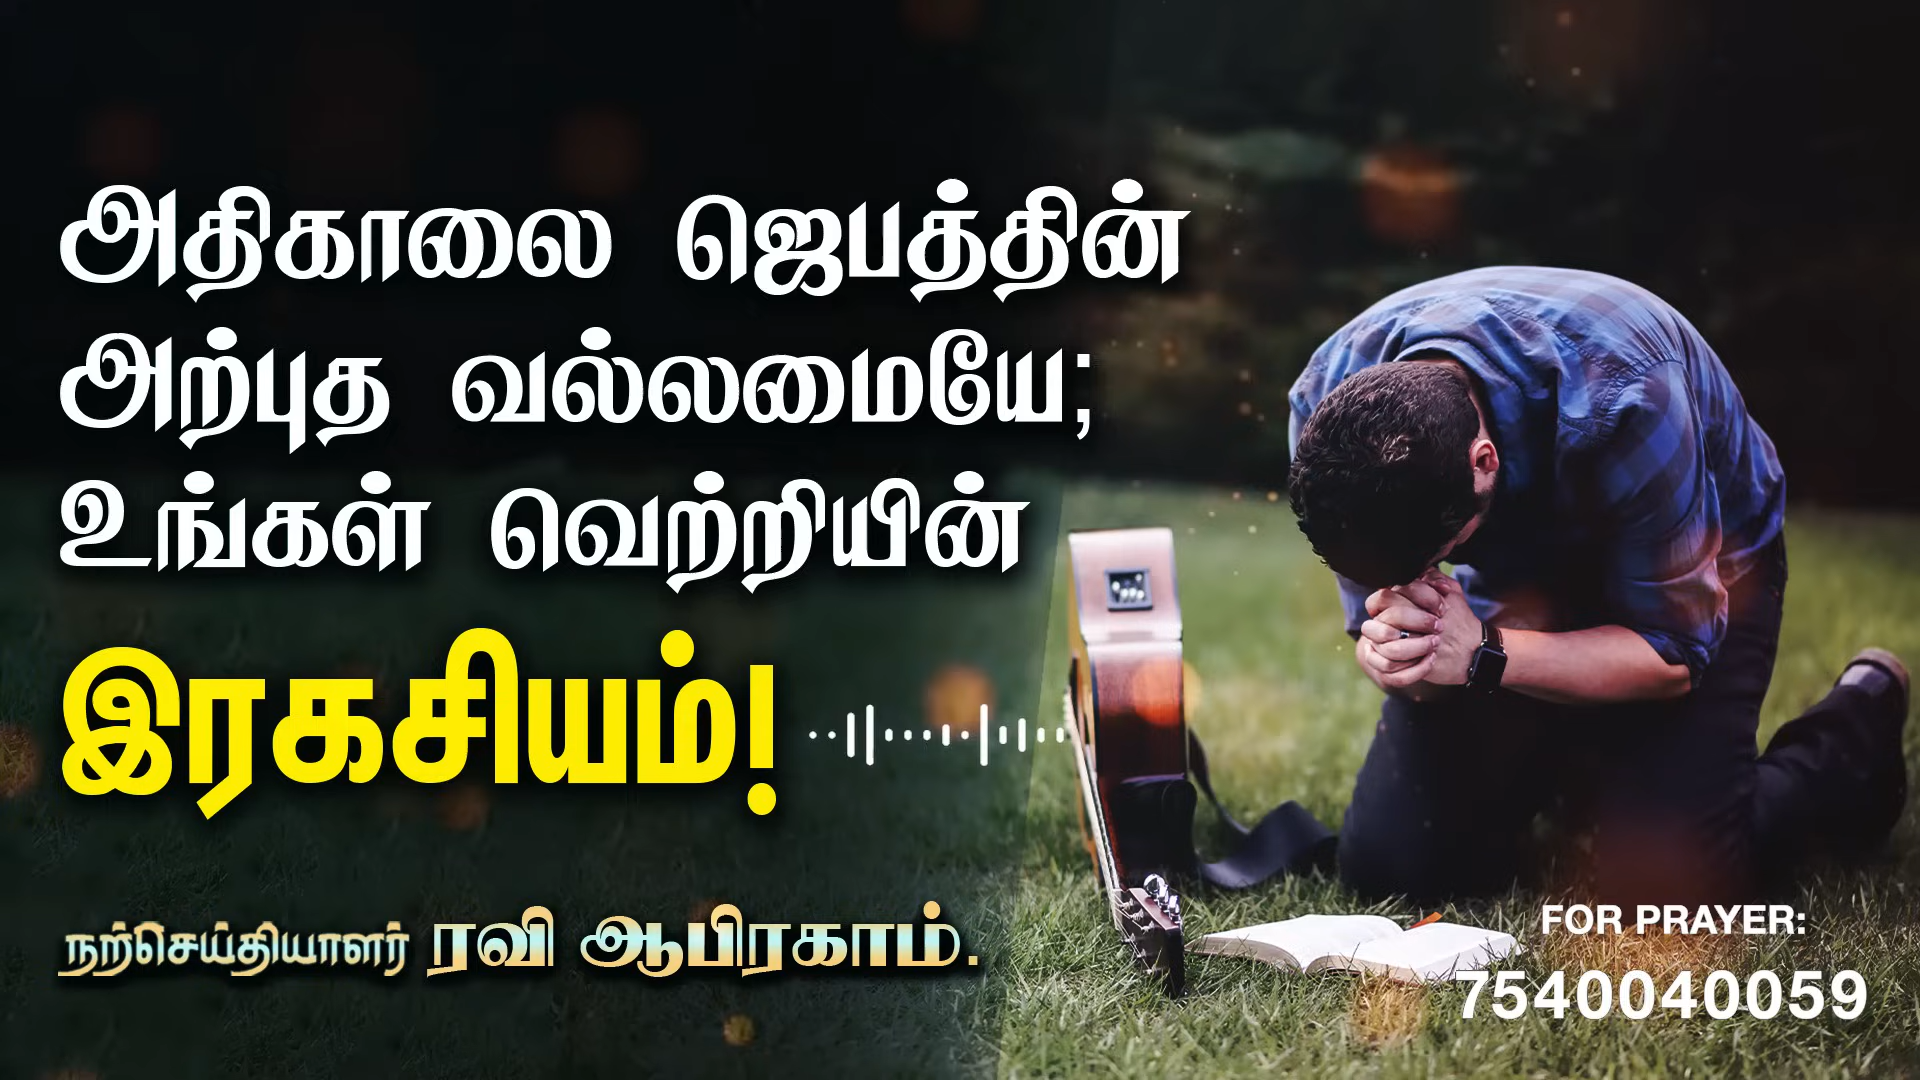 அதிகாலை ஜெபத்தின்
அற்புத வல்லமையே;
உங்கள் வெற்றியின்
இரகசியம்!
நற்செய்தியாளர் ரவி ஆபிரகாம்.
FOR PRAYER:
7540040059